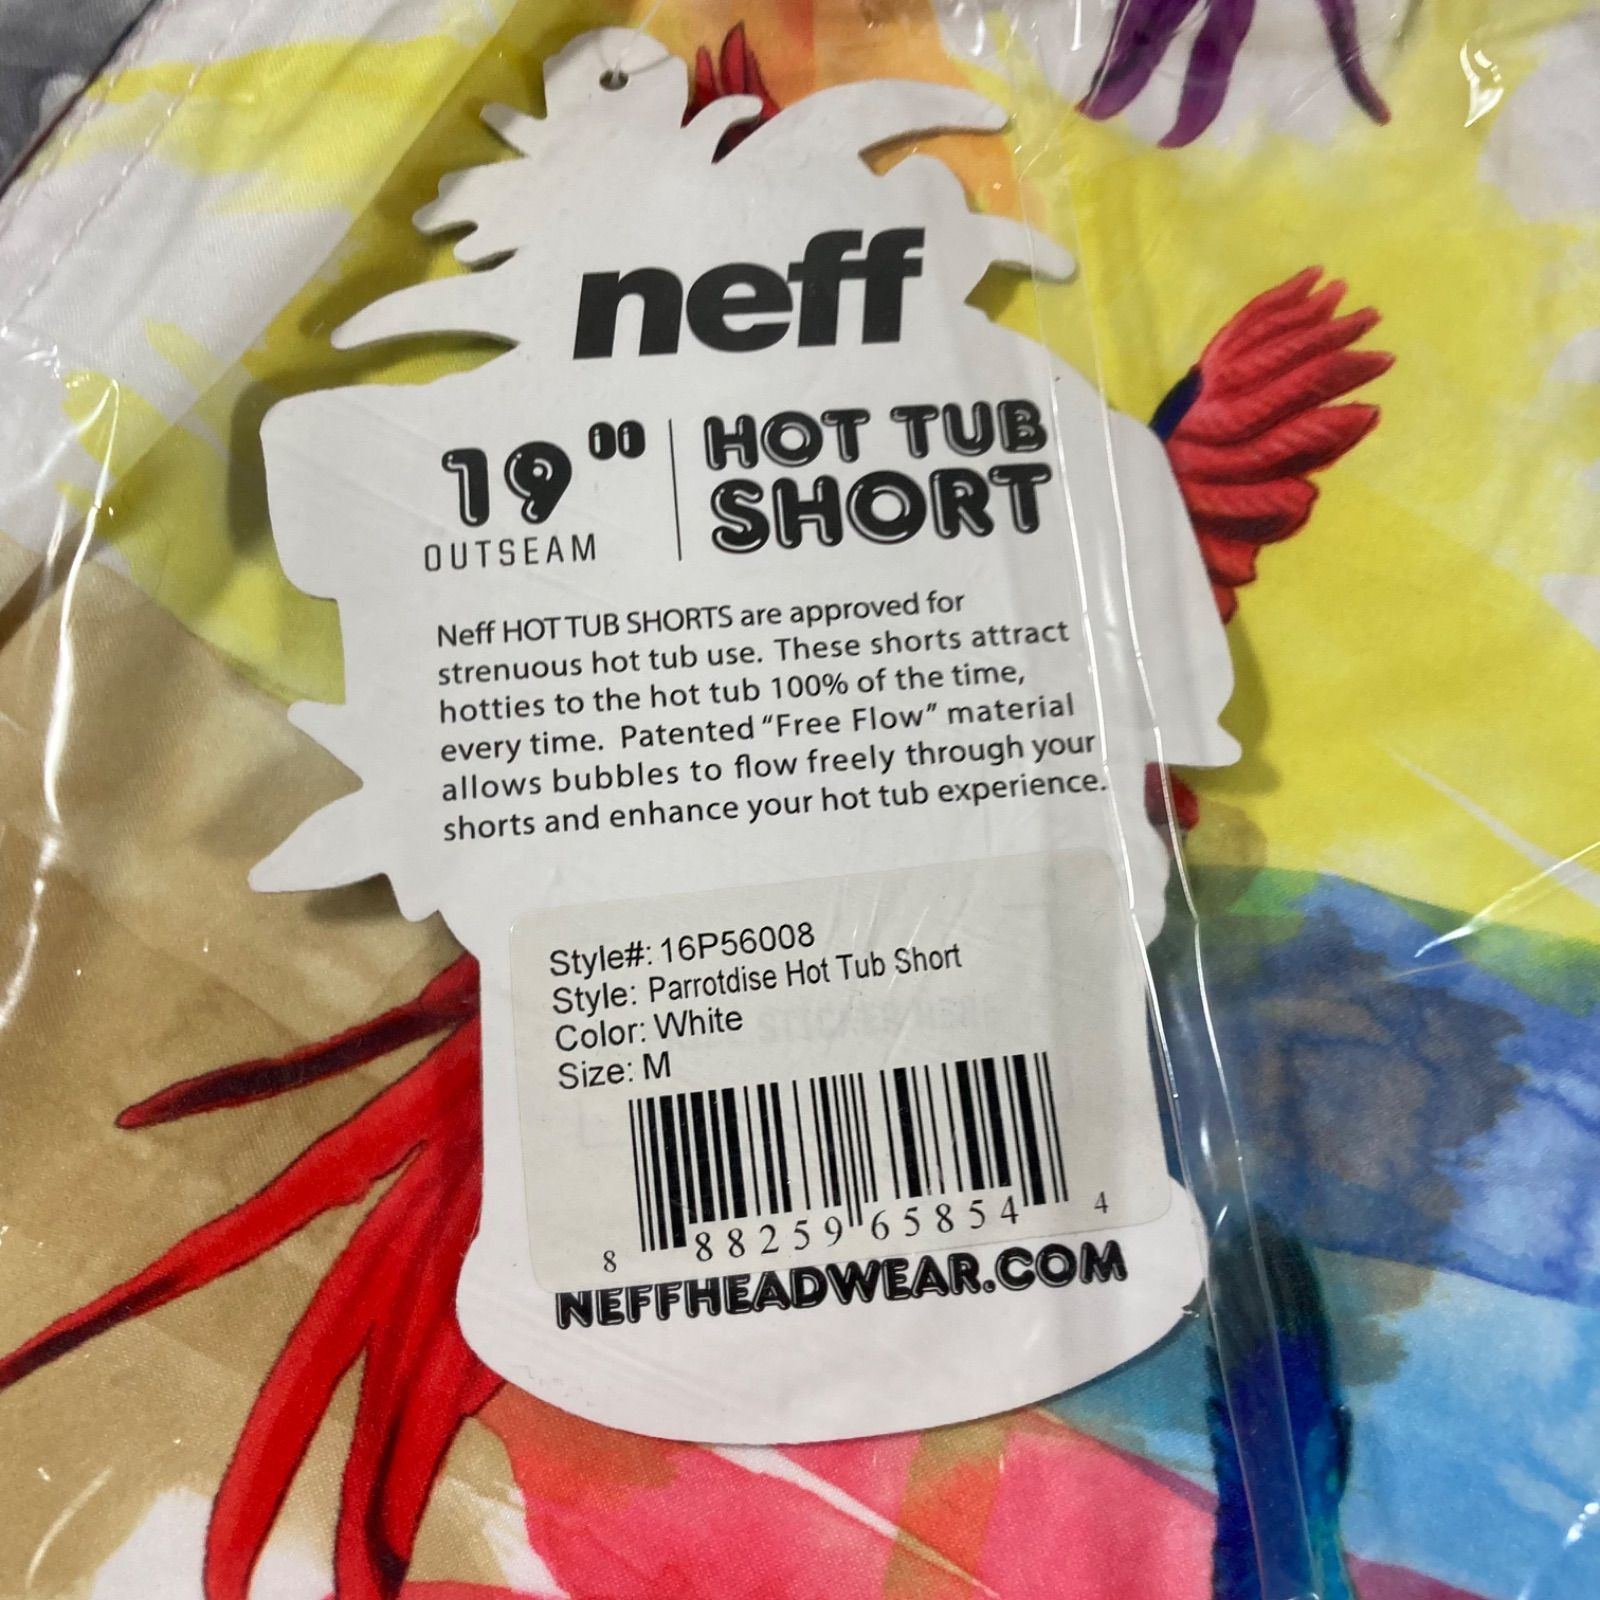 neff
19"
OUTSEAM
HOT TUB
SHORT
Neff HOT TUB SHORTS are approved for
strenuous hot tub use. These shorts attract
hotties to the hot tub 100% of the time,
every time. Patented "Free Flow" material
allows bubbles to flow freely through your
shorts and enhance your hot tub experience.
Style#: 16P56008
Style: Parrotdise Hot Tub Short
Color: White
Size: M
8 88259 65854 4
NEFFHEADWEAR.COM